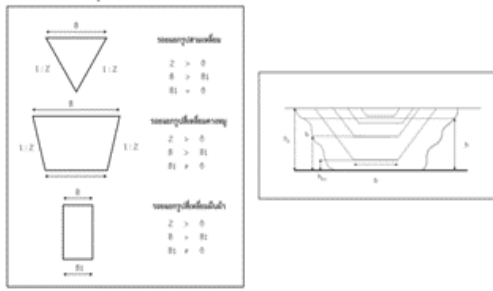 B
รอยแยกรูปสามเหลี่ยม
1 : Z
1 : Z
Z > 0
B > B1
B1 = 0
B
รอยแยกรูปสี่เหลี่ยมคางหมู
1 : Z
1 : Z
Z > 0
B > B1
B1 ≠ 0
รอยแยกรูปสี่เหลี่ยมผืนผ้า
B
Z > 0
B = B1
B1 ≠ 0
B1
h
b